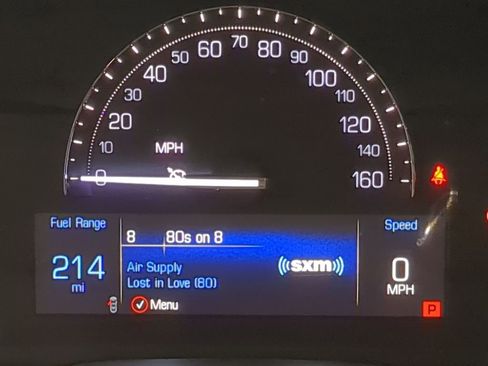 70
60 80
50 90
40 100
30 110
20 120
10 MPH 140
0 160
Fuel Range
8 80s on 8
Speed
214
mi
Air Supply
Lost in Love (80)
((sxm))
0
MPH
Menu
P